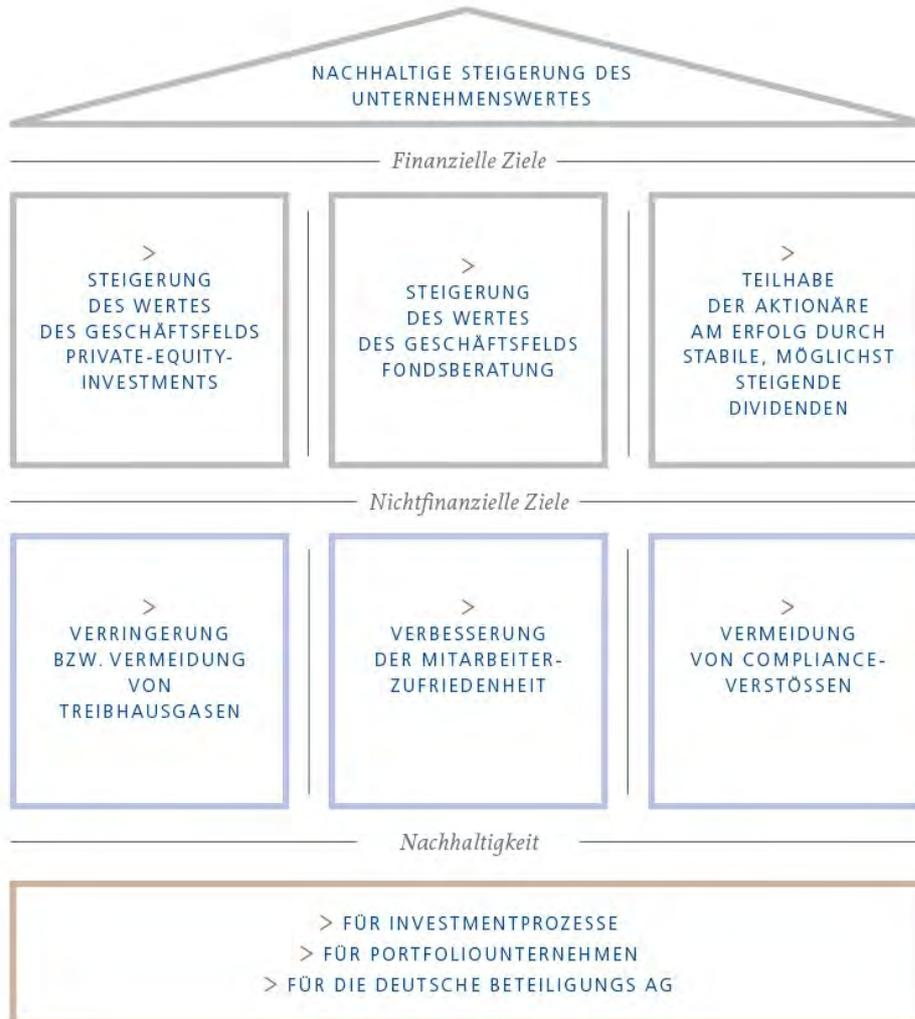 NACHHALTIGE STEIGERUNG DES
UNTERNEHMENSWERTES
Finanzielle Ziele
>
STEIGERUNG
DES WERTES
DES GESCHÄFTSFELDS
PRIVATE-EQUITY-
INVESTMENTS
>
STEIGERUNG
DES WERTES
DES GESCHÄFTSFELDS
FONDSBERATUNG
>
TEILHABE
DER AKTIONÄRE
AM ERFOLG DURCH
STABILE, MÖGLICHST
STEIGENDE
DIVIDENDEN
Nichtfinanzielle Ziele
>
VERRINGERUNG
BZW. VERMEIDUNG
VON
TREIBHAUSGASEN
>
VERBESSERUNG
DER MITARBEITER-
ZUFRIEDENHEIT
>
VERMEIDUNG
VON COMPLIANCE-
VERSTÖSSEN
Nachhaltigkeit
> FÜR INVESTMENTPROZESSE
> FÜR PORTFOLIOUNTERNEHMEN
> FÜR DIE DEUTSCHE BETEILIGUNGS AG